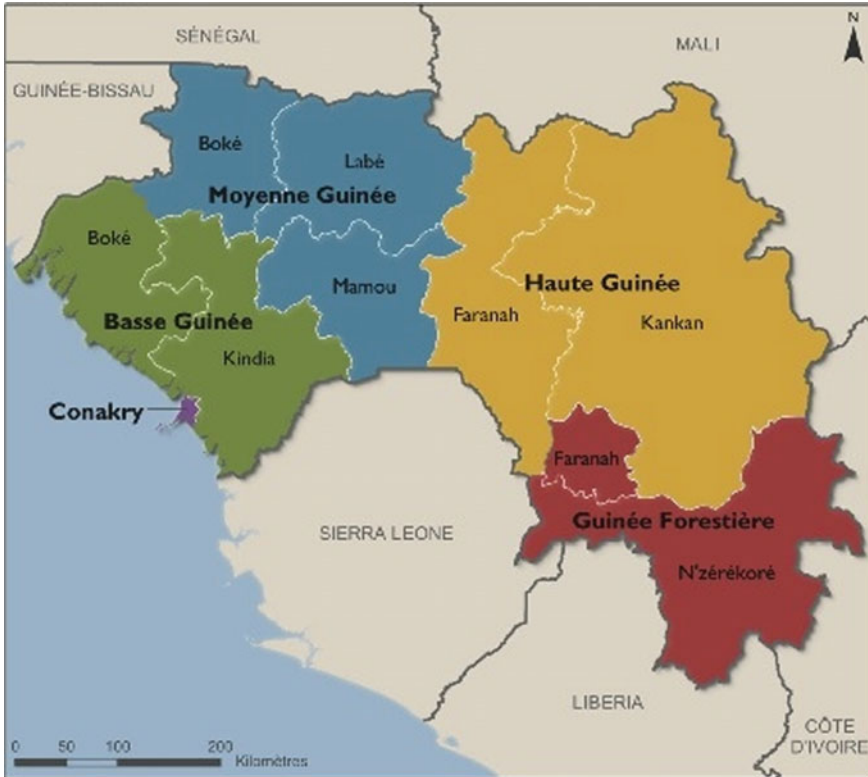 SÉNÉGAL
MALI
N
GUINÉE-BISSAU
Boké
Labé
Moyenne Guinée
Boké
Mamou
Haute Guinée
Faranah
Kankan
Basse Guinée
Kindia
Conakry
Faranah
Guinée Forestière
SIERRA LEONE
N'zérékoré
LIBERIA
CÔTE
D'IVOIRE
0 50 100 200
Kilomètres